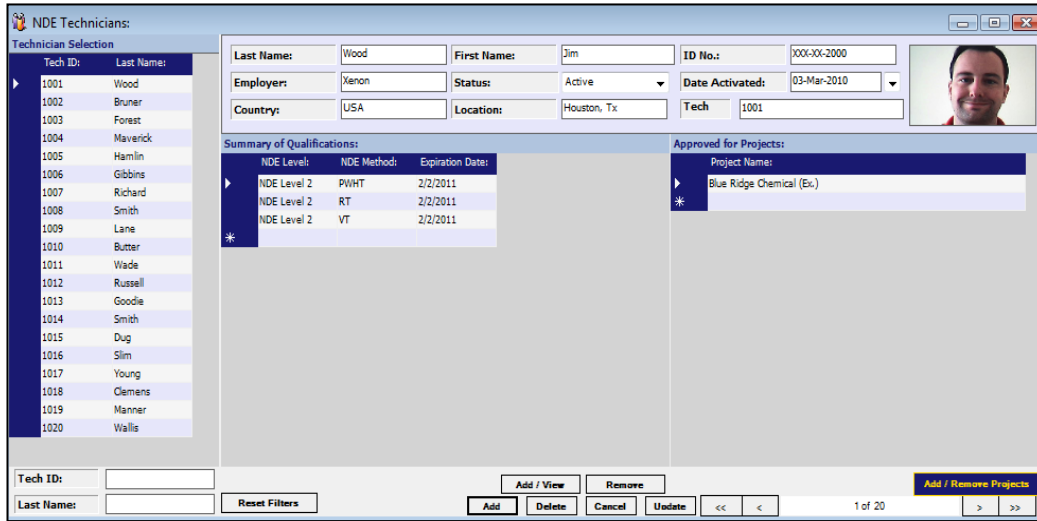 NDE Technicians:
Technician Selection
Tech ID: Last Name:
1001 Wood
1002 Bruner
1003 Forest
1004 Maverick
1005 Hamlin
1006 Gibbins
1007 Richard
1008 Smith
1009 Lane
1010 Butter
1011 Wade
1012 Russell
1013 Goodie
1014 Smith
1015 Dug
1016 Slim
1017 Young
1018 Clemens
1019 Manner
1020 Wallis
Tech ID:
Last Name:
Last Name: Wood First Name: Jim ID No.: XXX-XX-2000
Employer: Xenon Status: Active Date Activated: 03-Mar-2010
Country: USA Location: Houston, Tx Tech 1001
Summary of Qualifications:
NDE Level: NDE Method: Expiration Date:
NDE Level 2 PWHT 2/2/2011
NDE Level 2 RT 2/2/2011
NDE Level 2 VT 2/2/2011
Approved for Projects:
Project Name:
Blue Ridge Chemical (Ex.)
Add / View Remove Add / Remove Projects
Reset Filters Add Delete Cancel Update << < 1 of 20 > >>